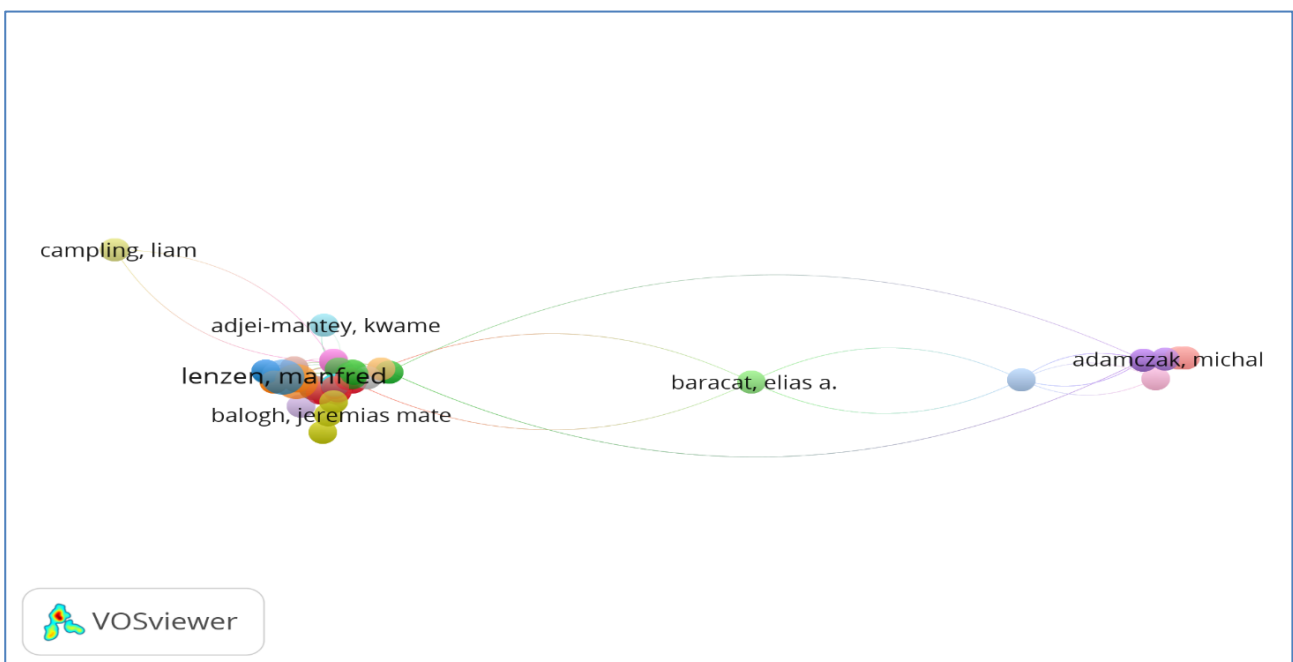 campling, liam
adjei-mantey, kwame
adamczak, michal
lenzen, manfred
baracat, elias a.
balogh, jeremias mate
VOSviewer